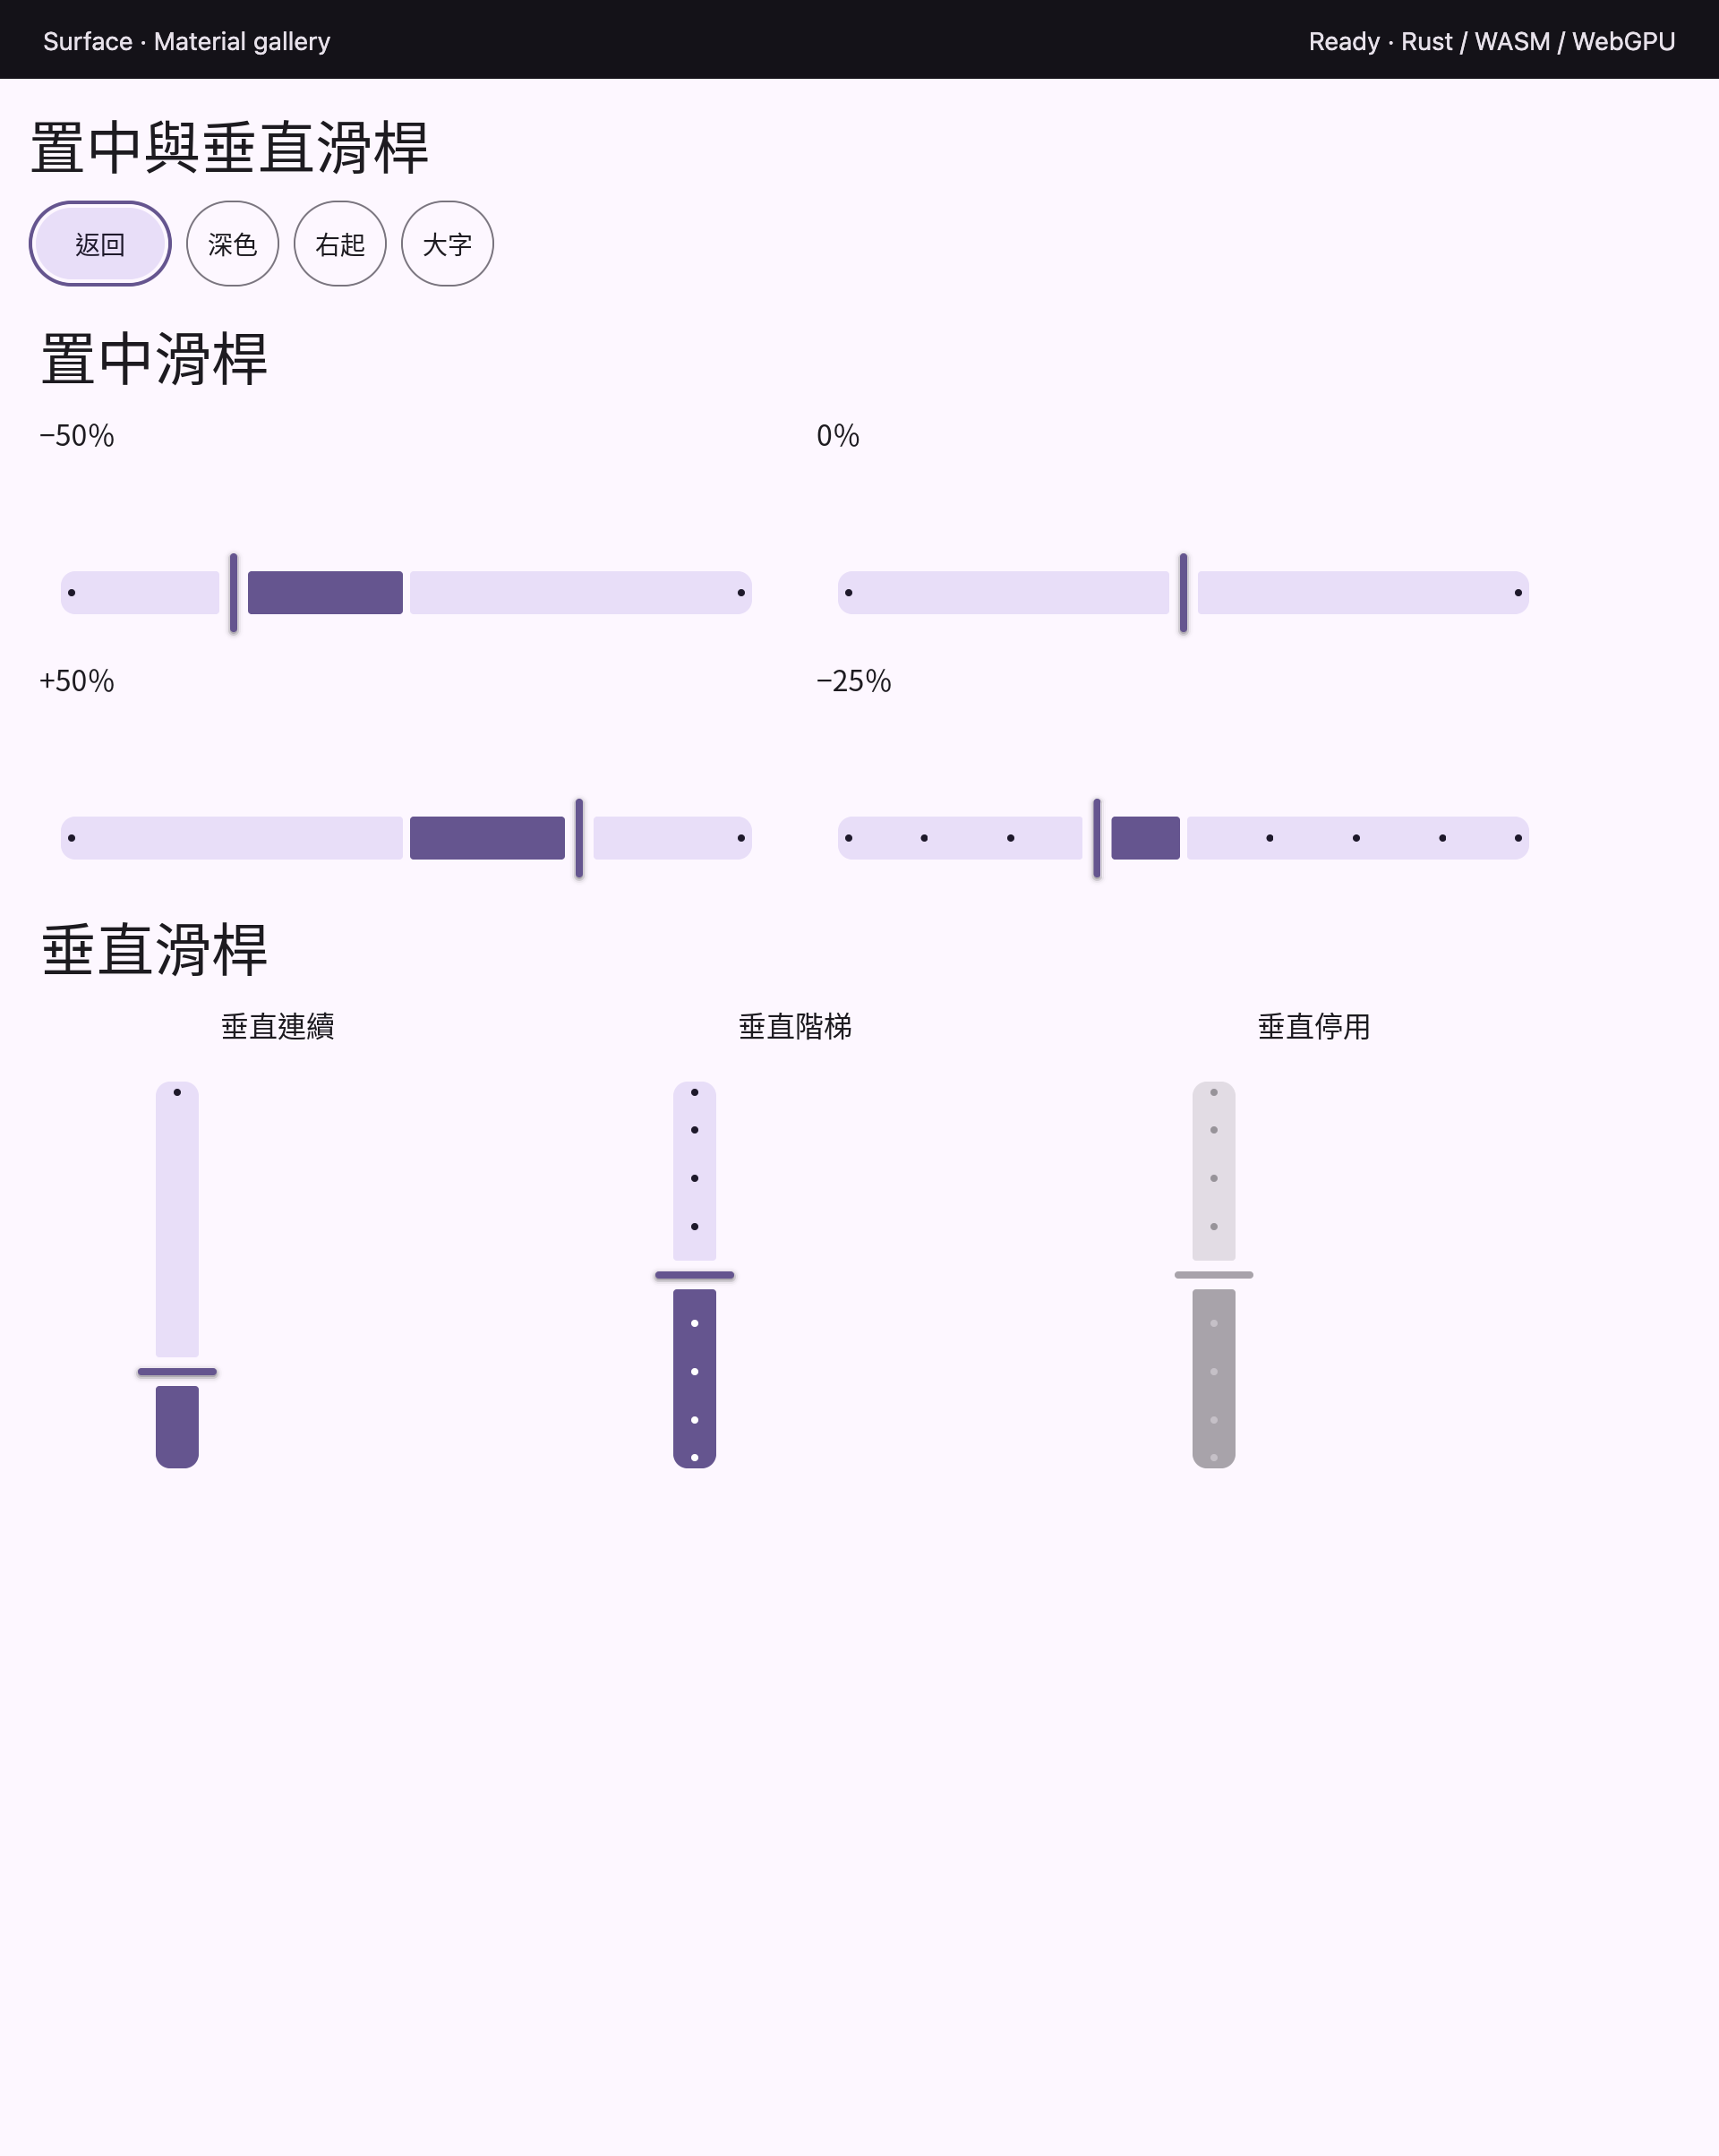 Surface · Material gallery
Ready · Rust / WASM / WebGPU
置中與垂直滑桿
返回 深色 右起 大字
置中滑桿
−50% 0%
+50% −25%
垂直滑桿
垂直連續 垂直階梯 垂直停用